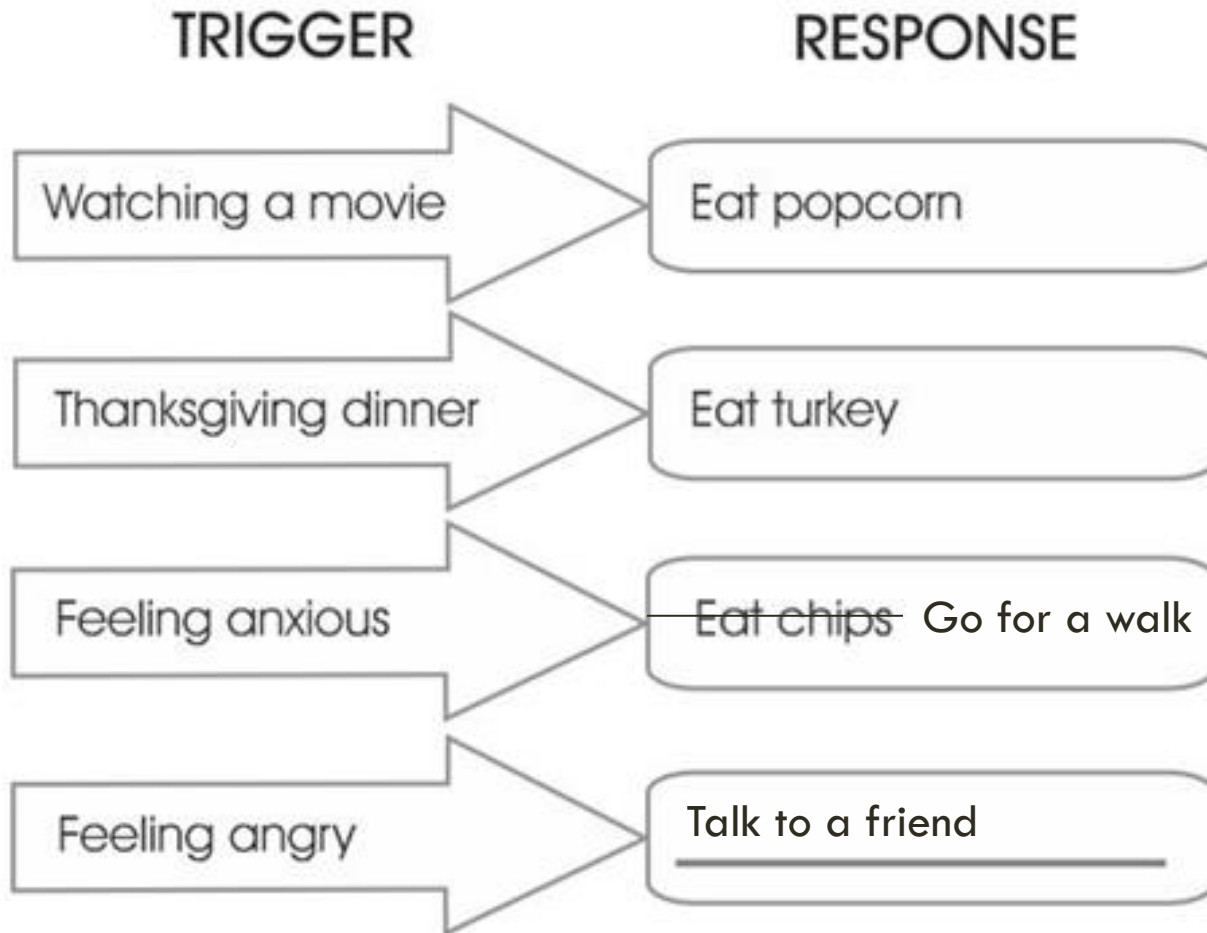 TRIGGER RESPONSE
Watching a movie Eat popcorn
Thanksgiving dinner Eat turkey
Feeling anxious Eat chips Go for a walk
Feeling angry Talk to a friend